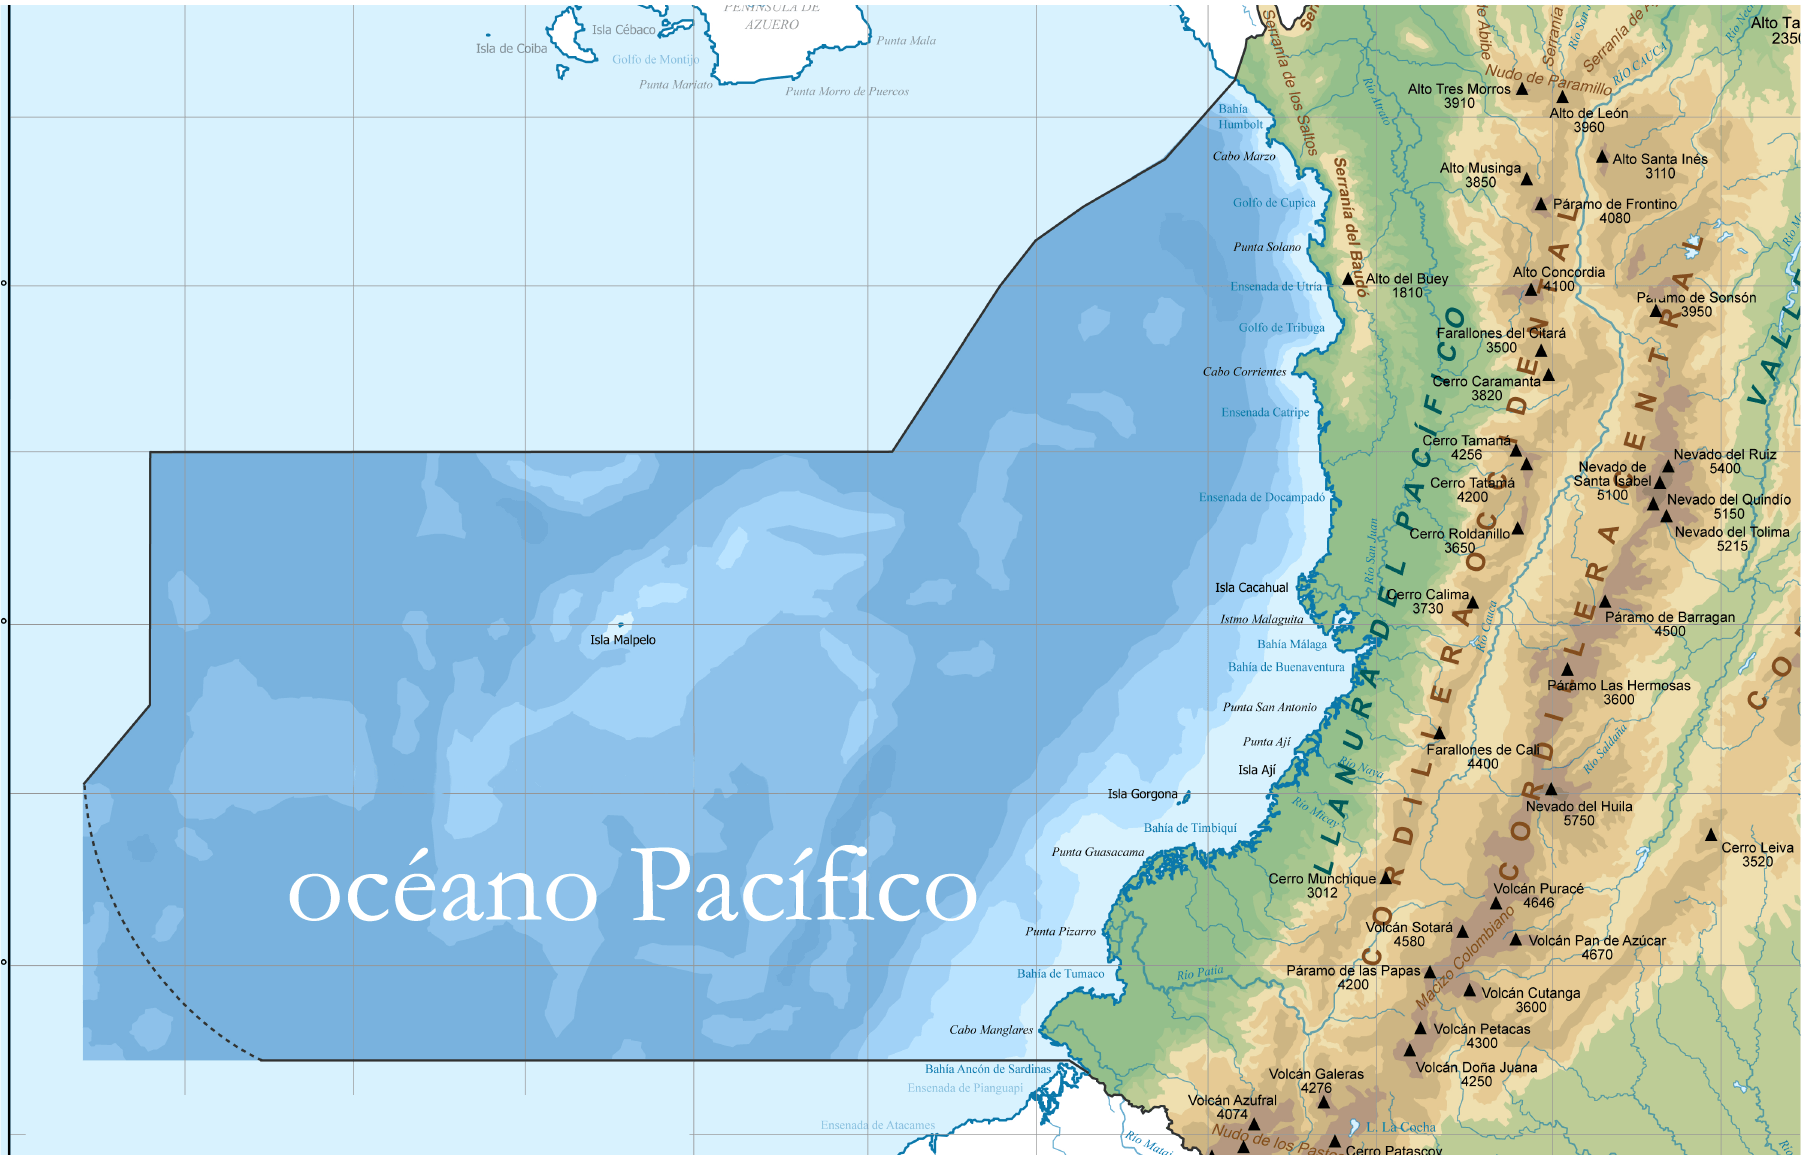 PENÍNSULA DE
AZUERO
Isla Cébaco
Isla de Coiba
Golfo de Montijo
Punta Mala
Punta Mariato
Punta Morro de Puercos
Serranía de los Saltos
Serranía del Baudó
de Abibe
Serranía
Río San J
Serranía de
Río Nec
Alto Ta
2350
RÍO CAUCA
Nudo de Paramillo
Río Atrato
Bahía
Humbolt
Cabo Marzo
Golfo de Cupica
Punta Solano
Ensenada de Utría
Golfo de Tribuga
Cabo Corrientes
Ensenada Catripe
Ensenada de Docampadó
Isla Cacahual
Istmo Malaguita
Bahía Málaga
Bahía de Buenaventura
Punta San Antonio
Punta Ají
Isla Ají
Isla Gorgona
Bahía de Timbiquí
Punta Guasacama
Punta Pizarro
Bahía de Tumaco
Cabo Manglares
Bahía Ancón de Sardinas
Ensenada de Pianguapi
Ensenada de Atacames
Isla Malpelo
océano Pacífico
Alto Tres Morros
3910
Alto de León
3960
Alto Santa Inés
3110
Alto Musinga
3850
Páramo de Frontino
4080
Alto del Buey
1810
Alto Concordia
4100
Páramo de Sonsón
3950
Farallones del Citará
3500
Cerro Caramanta
3820
Cerro Tamaná
4256
Cerro Tatamá
4200
Nevado del Ruiz
5400
Nevado de
Santa Isabel
5100
Nevado del Quindío
5150
Nevado del Tolima
5215
Cerro Roldanillo
3650
Cerro Calima
3730
Páramo de Barragan
4500
Páramo Las Hermosas
3600
Farallones de Cali
4400
Nevado del Huila
5750
Cerro Leiva
3520
Cerro Munchique
3012
Volcán Puracé
4646
Volcán Sotará
4580
Volcán Pan de Azúcar
4670
Páramo de las Papas
4200
Volcán Cutanga
3600
Volcán Petacas
4300
Volcán Doña Juana
4250
Volcán Galeras
4276
Volcán Azufral
4074
L. La Cocha
Cerro Patascoy
Nudo de los Pastos
Macizo Colombiano
Río San Juan
Río Cauca
Río Saldaña
Río Naya
Río Micay
Río Patía
Río Mataj
LLANURA DEL PACÍFICO
CORDILLERA OCCIDENTAL
CORDILLERA CENTRAL
VALLE
CO